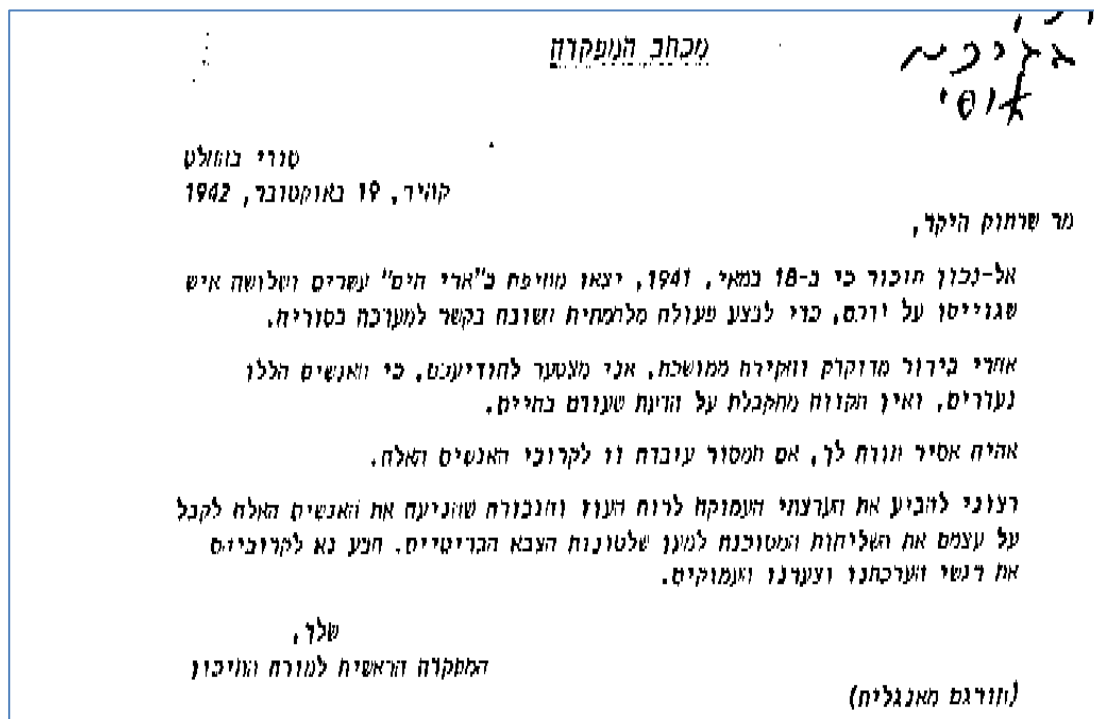 מכתב המפקדה
סודי בהחלט
קהיר, 19 באוקטובר, 1942
מר שרתוק היקר,
אל-נכון תזכור כי ב-18 במאי, 1941, יצאו מחיפה ב"ארי הים" עשרים ושלושה איש
שגוייסו על ידכם, כדי לבצע פעולה מלחמתית חשובה בקשר למערכה בסוריה.
אחרי בירור מדוקדק וחקירה ממושכת, אני מצטער להודיעכם, כי האנשים הללו
נעדרים, ואין תקווה מתקבלת על הדעת שעודם בחיים.
אהיה אסיר תודה לך, אם תמסור עובדה זו לקרובי האנשים האלה.
רצוני להביע את הערצתי העמוקה לרוח העוז והגבורה שהניעה את האנשים האלה לקבל
על עצמם את השליחות המסוכנת למען שלטונות הצבא הבריטיים. הבע נא לקרוביהם
את רגשי הערכתנו וצערנו העמוקים.
שלך,
המפקדה הראשית למזרח התיכון
(תורגם מאנגלית)